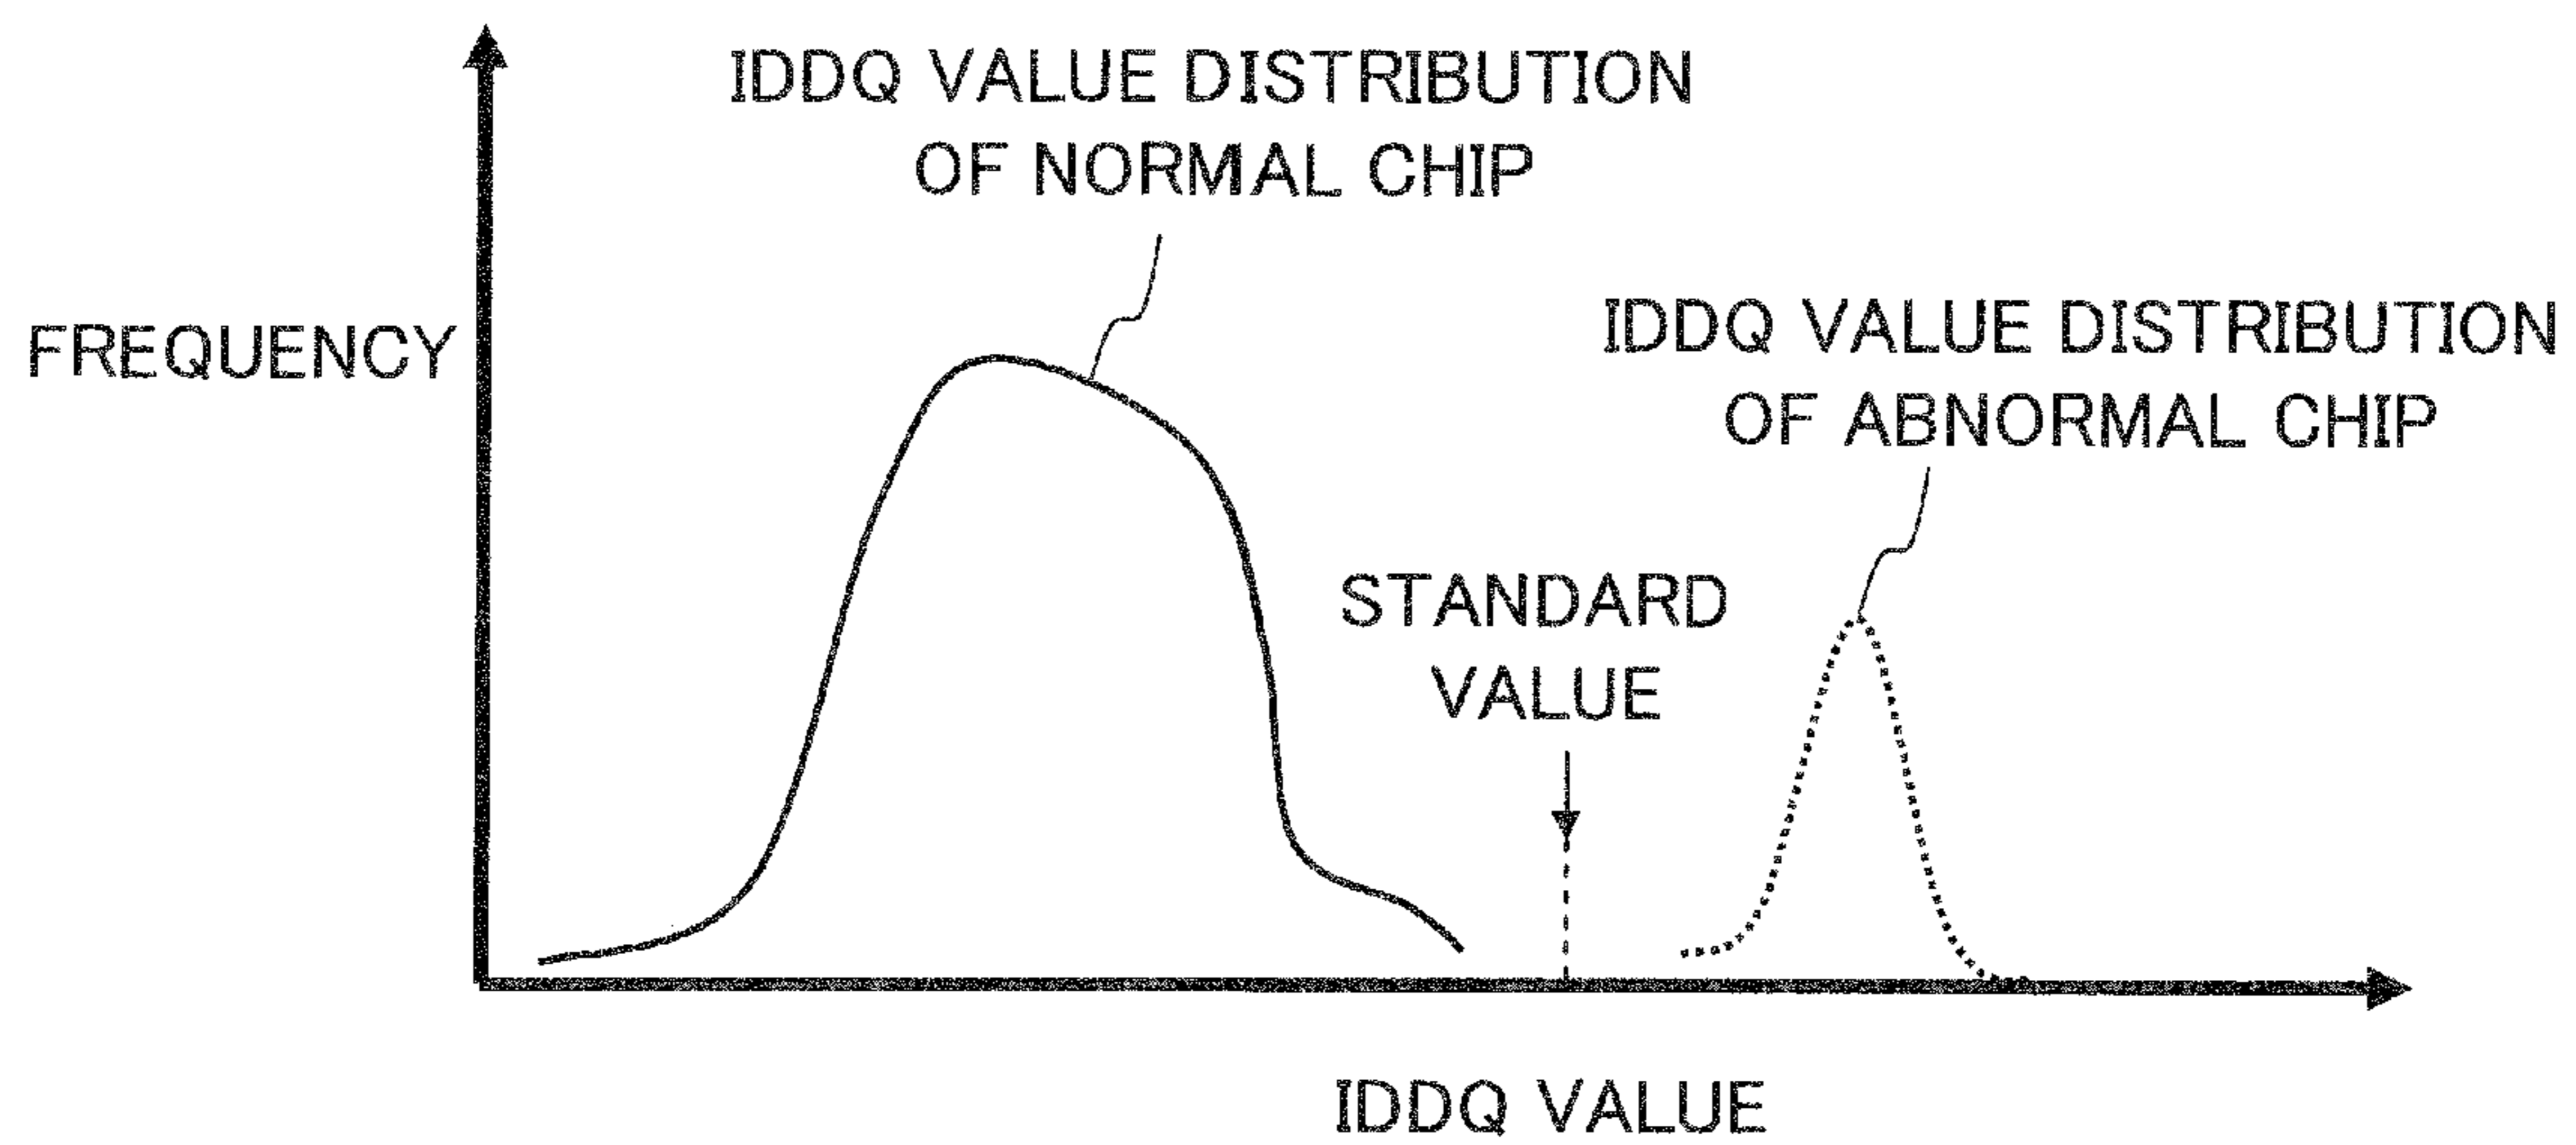 IDDQ VALUE DISTRIBUTION
OF NORMAL CHIP
FREQUENCY
IDDQ VALUE DISTRIBUTION
OF ABNORMAL CHIP
STANDARD
VALUE
IDDQ VALUE